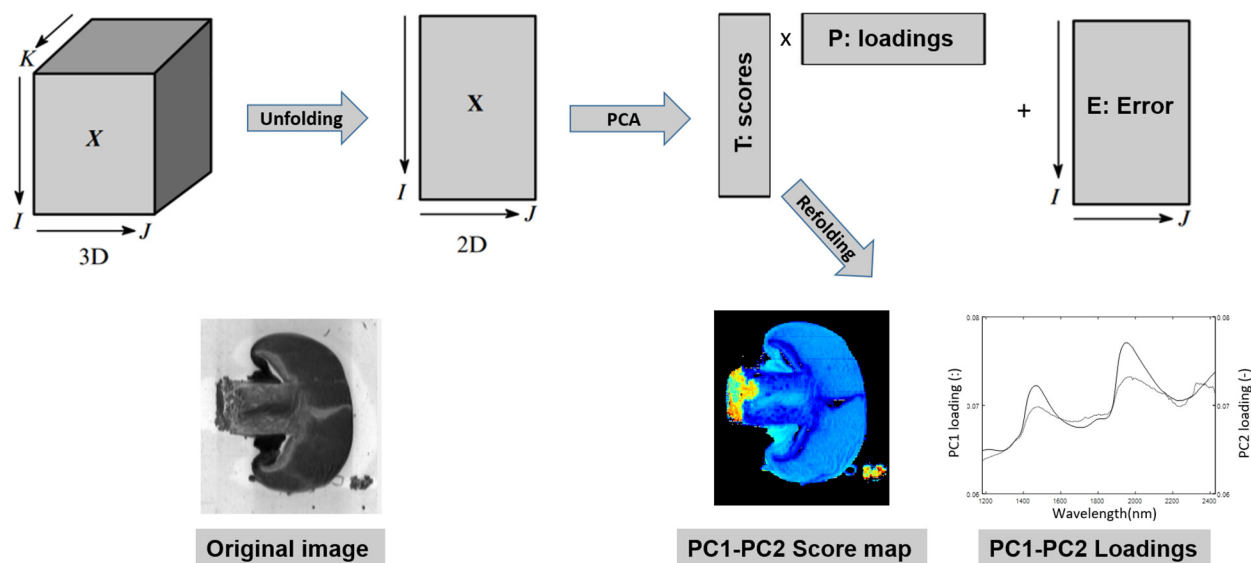 K
X
I
J
3D
Unfolding
X
I
J
2D
PCA
T: scores
x
P: loadings
+
E: Error
I
J
Refolding
0.08
0.07
0.06
PC1 loading (:)
0.08
0.07
0.06
PC2 loading (-)
1200 1400 1600 1800 2000 2200 2400
Wavelength(nm)
Original image
PC1-PC2 Score map
PC1-PC2 Loadings